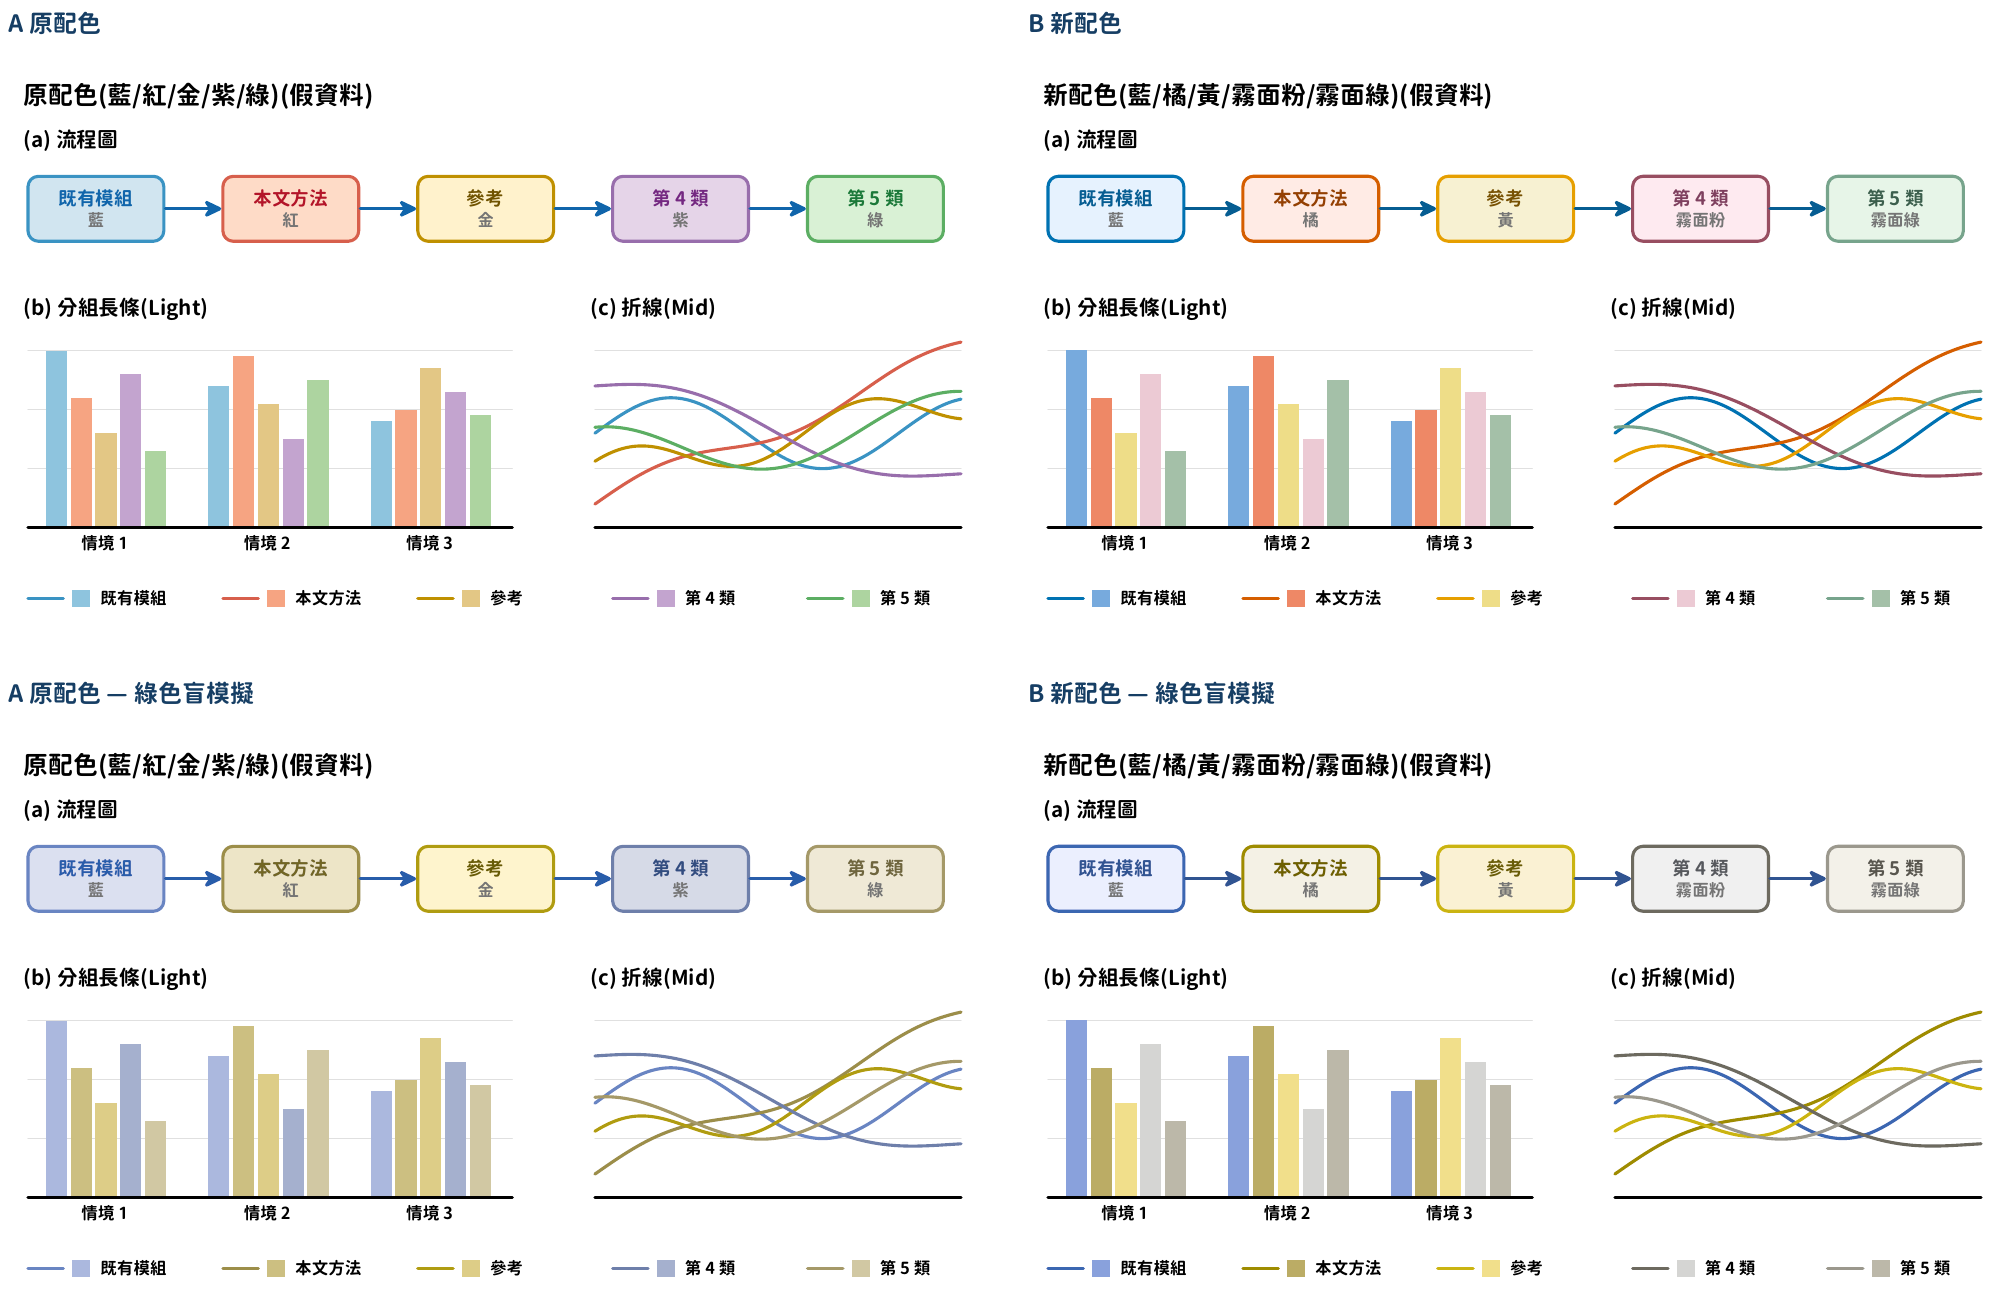 A 原配色
原配色(藍/紅/金/紫/綠)(假資料)
(a) 流程圖
既有模組 本文方法 參考 第 4 類 第 5 類
藍 紅 金 紫 綠
(b) 分組長條(Light) (c) 折線(Mid)
情境 1 情境 2 情境 3
既有模組 本文方法 參考 第 4 類 第 5 類
B 新配色
新配色(藍/橘/黃/霧面粉/霧面綠)(假資料)
(a) 流程圖
既有模組 本文方法 參考 第 4 類 第 5 類
藍 橘 黃 霧面粉 霧面綠
(b) 分組長條(Light) (c) 折線(Mid)
情境 1 情境 2 情境 3
既有模組 本文方法 參考 第 4 類 第 5 類
A 原配色 — 綠色盲模擬
原配色(藍/紅/金/紫/綠)(假資料)
(a) 流程圖
既有模組 本文方法 參考 第 4 類 第 5 類
藍 紅 金 紫 綠
(b) 分組長條(Light) (c) 折線(Mid)
情境 1 情境 2 情境 3
既有模組 本文方法 參考 第 4 類 第 5 類
B 新配色 — 綠色盲模擬
新配色(藍/橘/黃/霧面粉/霧面綠)(假資料)
(a) 流程圖
既有模組 本文方法 參考 第 4 類 第 5 類
藍 橘 黃 霧面粉 霧面綠
(b) 分組長條(Light) (c) 折線(Mid)
情境 1 情境 2 情境 3
既有模組 本文方法 參考 第 4 類 第 5 類